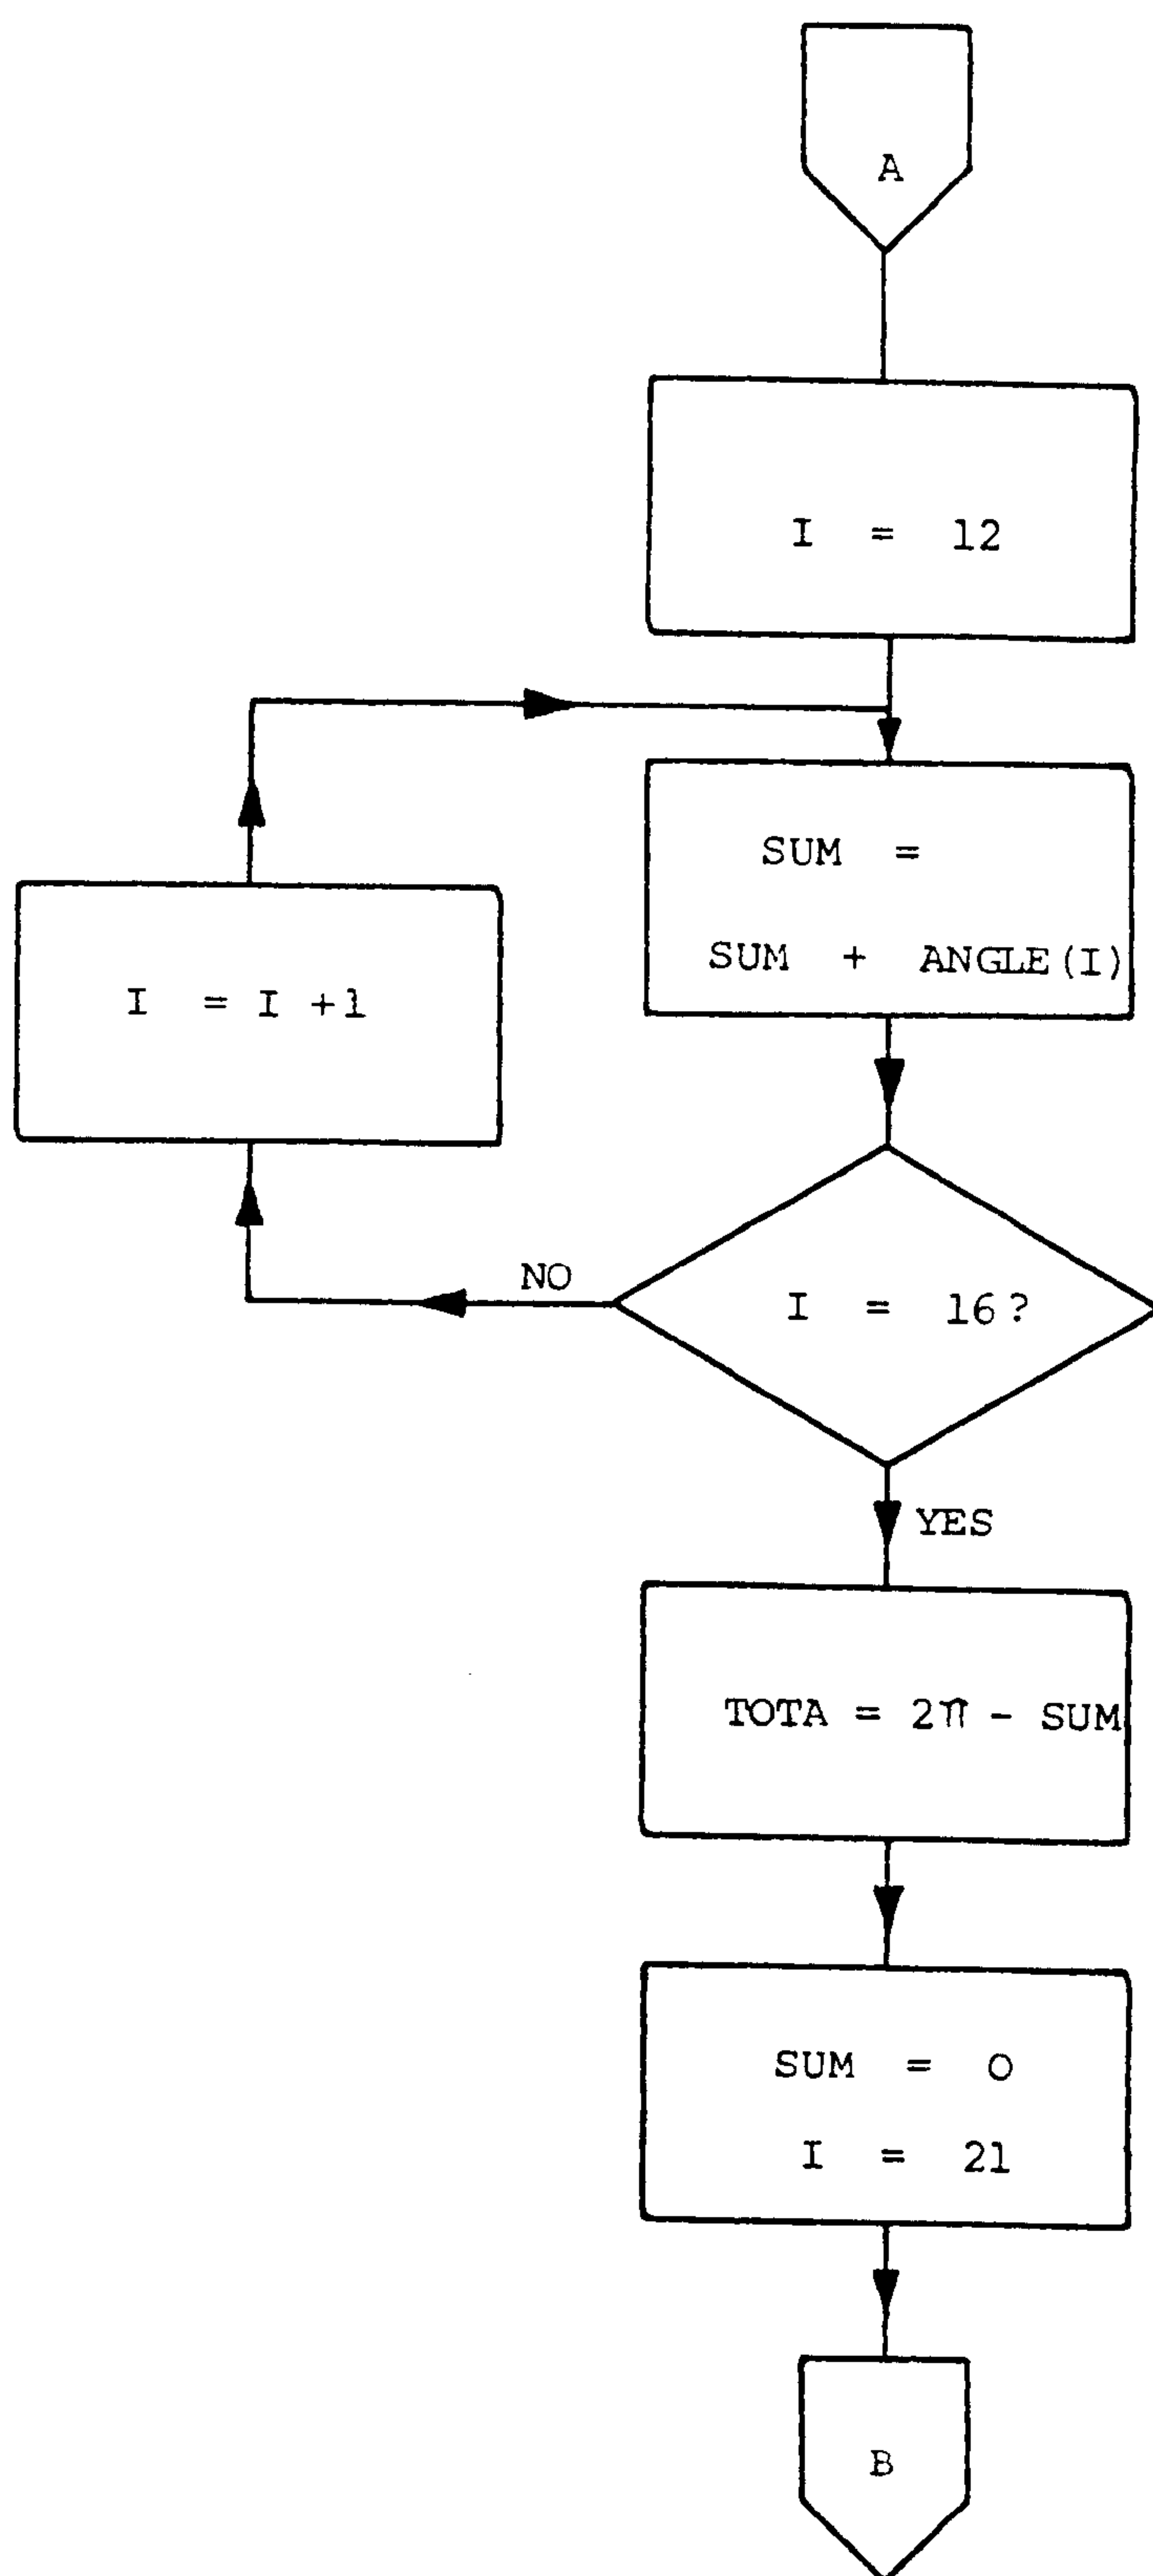 A
I = 12
SUM =
SUM + ANGLE(I)
I = I +1
NO
I = 16?
YES
TOTA = 2π - SUM
SUM = 0
I = 21
B